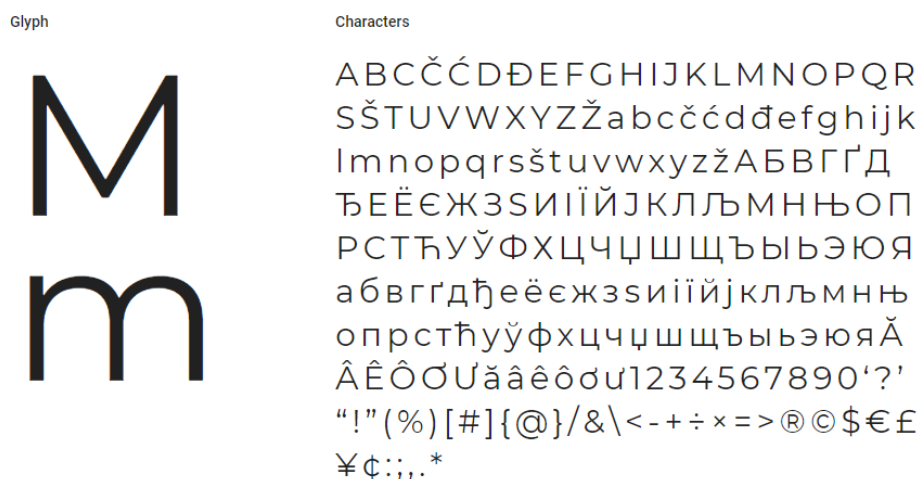 Glyph
Characters
M
m
ABCČĆDĐEFGHIJKLMNOPQR
SŠTUVWXYZŽabcčćdđefghijk
lmnopqrsštuvwxyzžАБВГҐД
ЂЕЁЄЖЗЅИІЇЙЈКЛЉМНЊОП
РСТЋУЎФХЦЧЏШЩЪЫЬЭЮЯ
абвгґдђеёєжзѕиіїйјклљмнњ
опрстћуўфхцчџшщъыьэюяĂ
ÂÊÔƠƯăâêôơư1234567890‘?’
“!”(%)[#]{@}/&\<-+÷×=>®©$€£
¥¢:;,.*